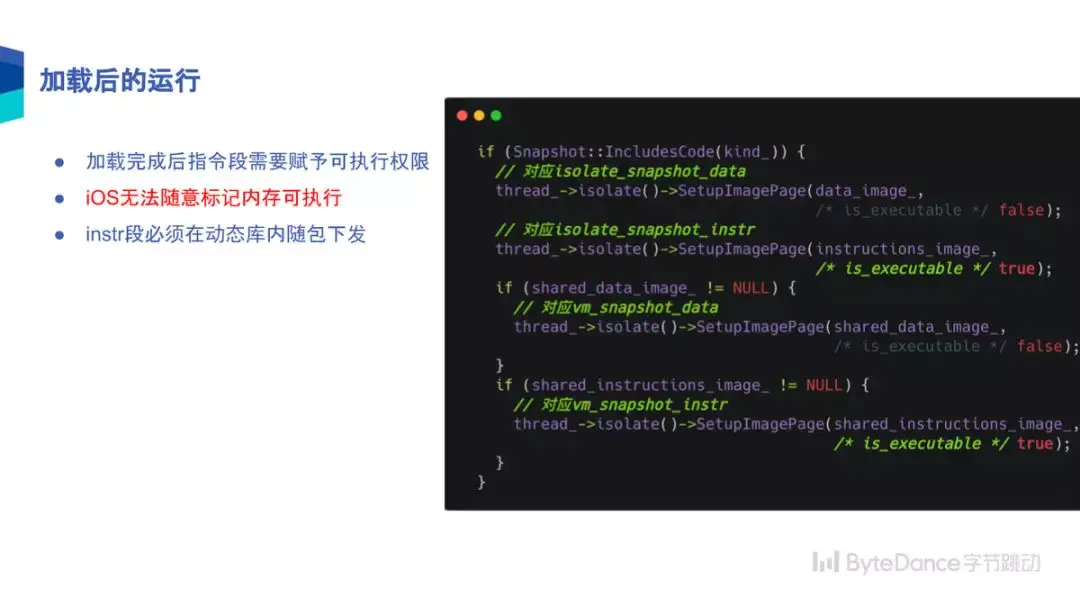 加载后的运行
加载完成后指令段需要赋予可执行权限
iOS无法随意标记内存可执行
instr段必须在动态库内随包下发
if (Snapshot::IncludesCode(kind_)) {
// 对应isolate_snapshot_data
thread_->isolate()->SetupImagePage(data_image_,
/* is_executable */ false);
// 对应isolate_snapshot_instr
thread_->isolate()->SetupImagePage(instructions_image_,
/* is_executable */ true);
if (shared_data_image_ != NULL) {
// 对应vm_snapshot_data
thread_->isolate()->SetupImagePage(shared_data_image_,
/* is_executable */ false);
}
if (shared_instructions_image_ != NULL) {
// 对应vm_snapshot_instr
thread_->isolate()->SetupImagePage(shared_instructions_image_,
/* is_executable */ true);
}
}
ByteDance字节跳动